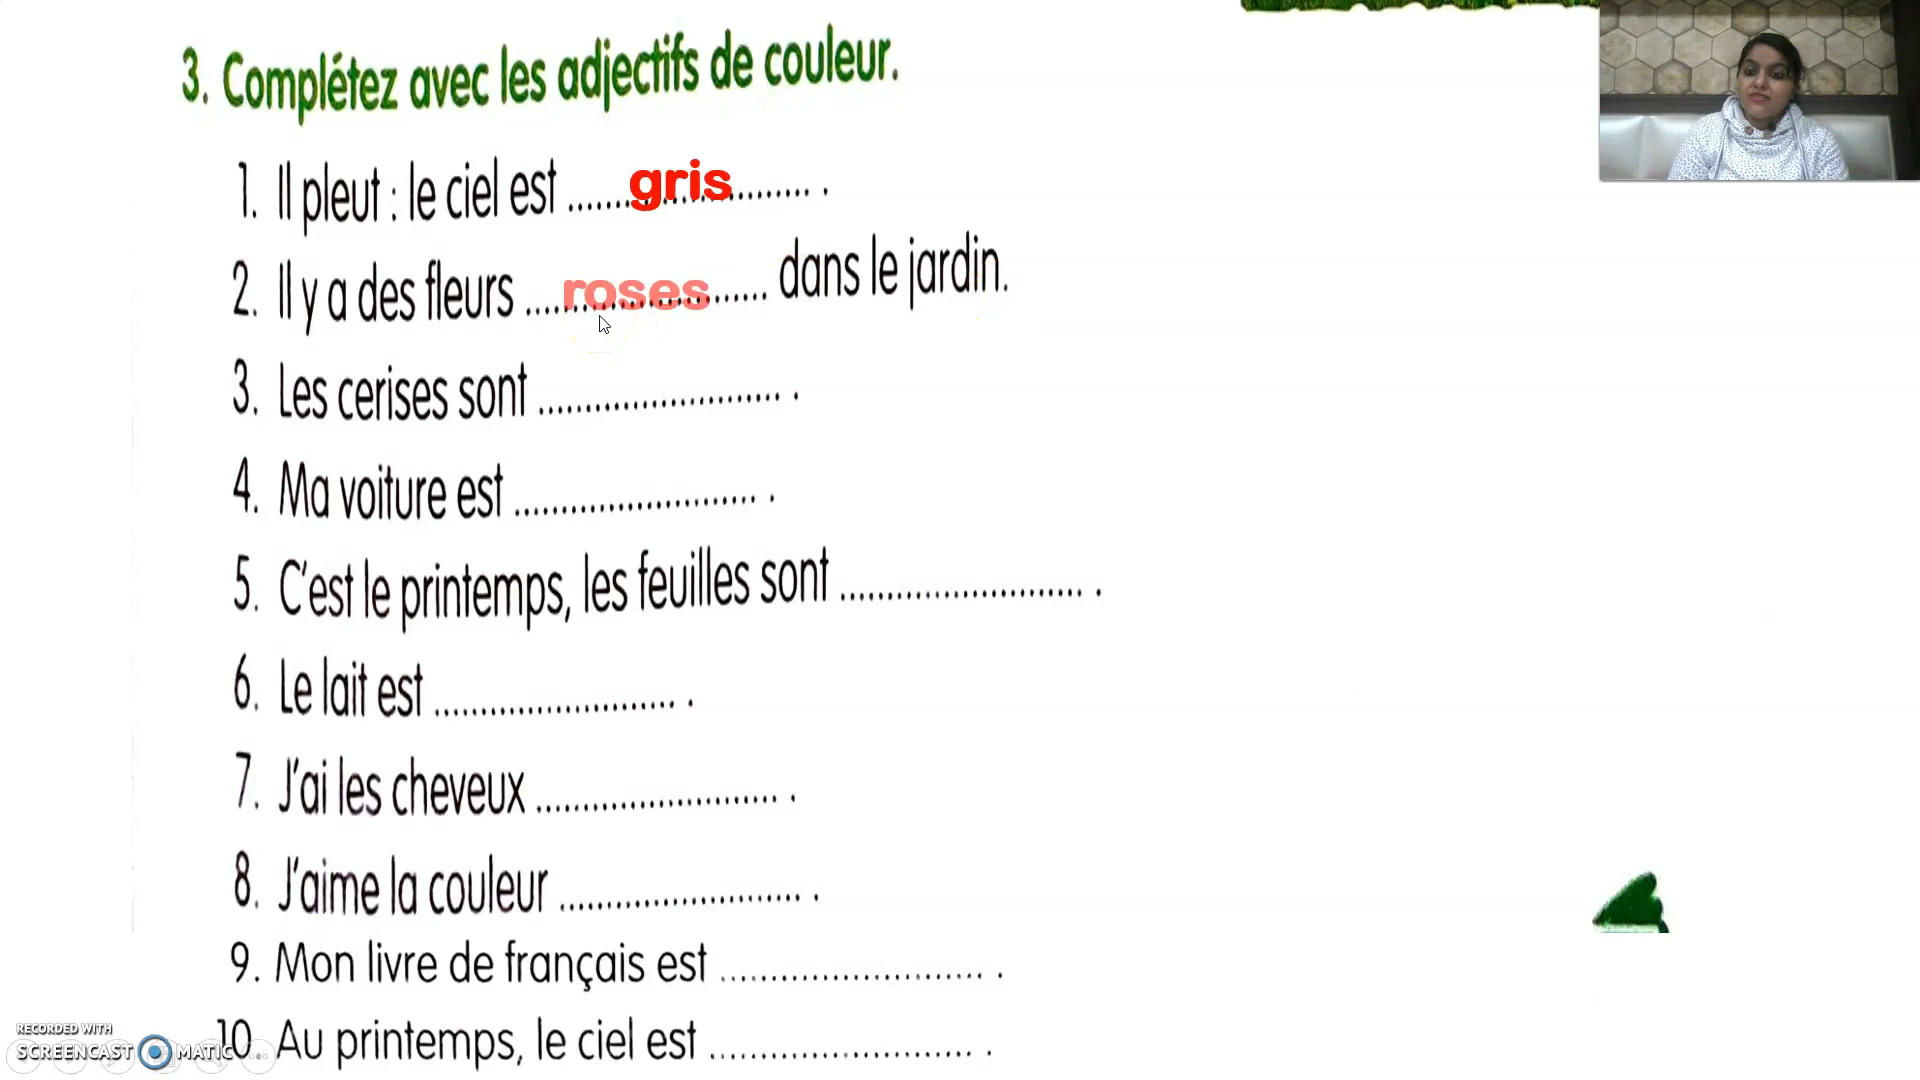 3. Complétez avec les adjectifs de couleur.
1. Il pleut : le ciel est ..........gris.......... .
2. Il y a des fleurs ..........roses.......... dans le jardin.
3. Les cerises sont .......................... .
4. Ma voiture est .......................... .
5. C'est le printemps, les feuilles sont .......................... .
6. Le lait est .......................... .
7. J'ai les cheveux .......................... .
8. J'aime la couleur .......................... .
9. Mon livre de français est .......................... .
10. Au printemps, le ciel est .......................... .
RECORDED WITH
SCREENCAST MATIC